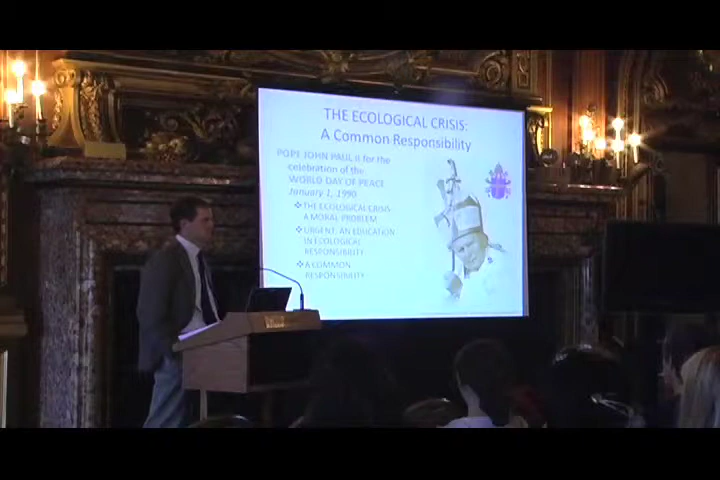 THE ECOLOGICAL CRISIS:
A Common Responsibility
POPE JOHN PAUL II for the
celebration of the
WORLD DAY OF PEACE
January 1, 1990
❖THE ECOLOGICAL CRISIS
A MORAL PROBLEM
❖URGENT: AN EDUCATION
IN ECOLOGICAL
RESPONSIBILITY
❖A COMMON
RESPONSIBILITY